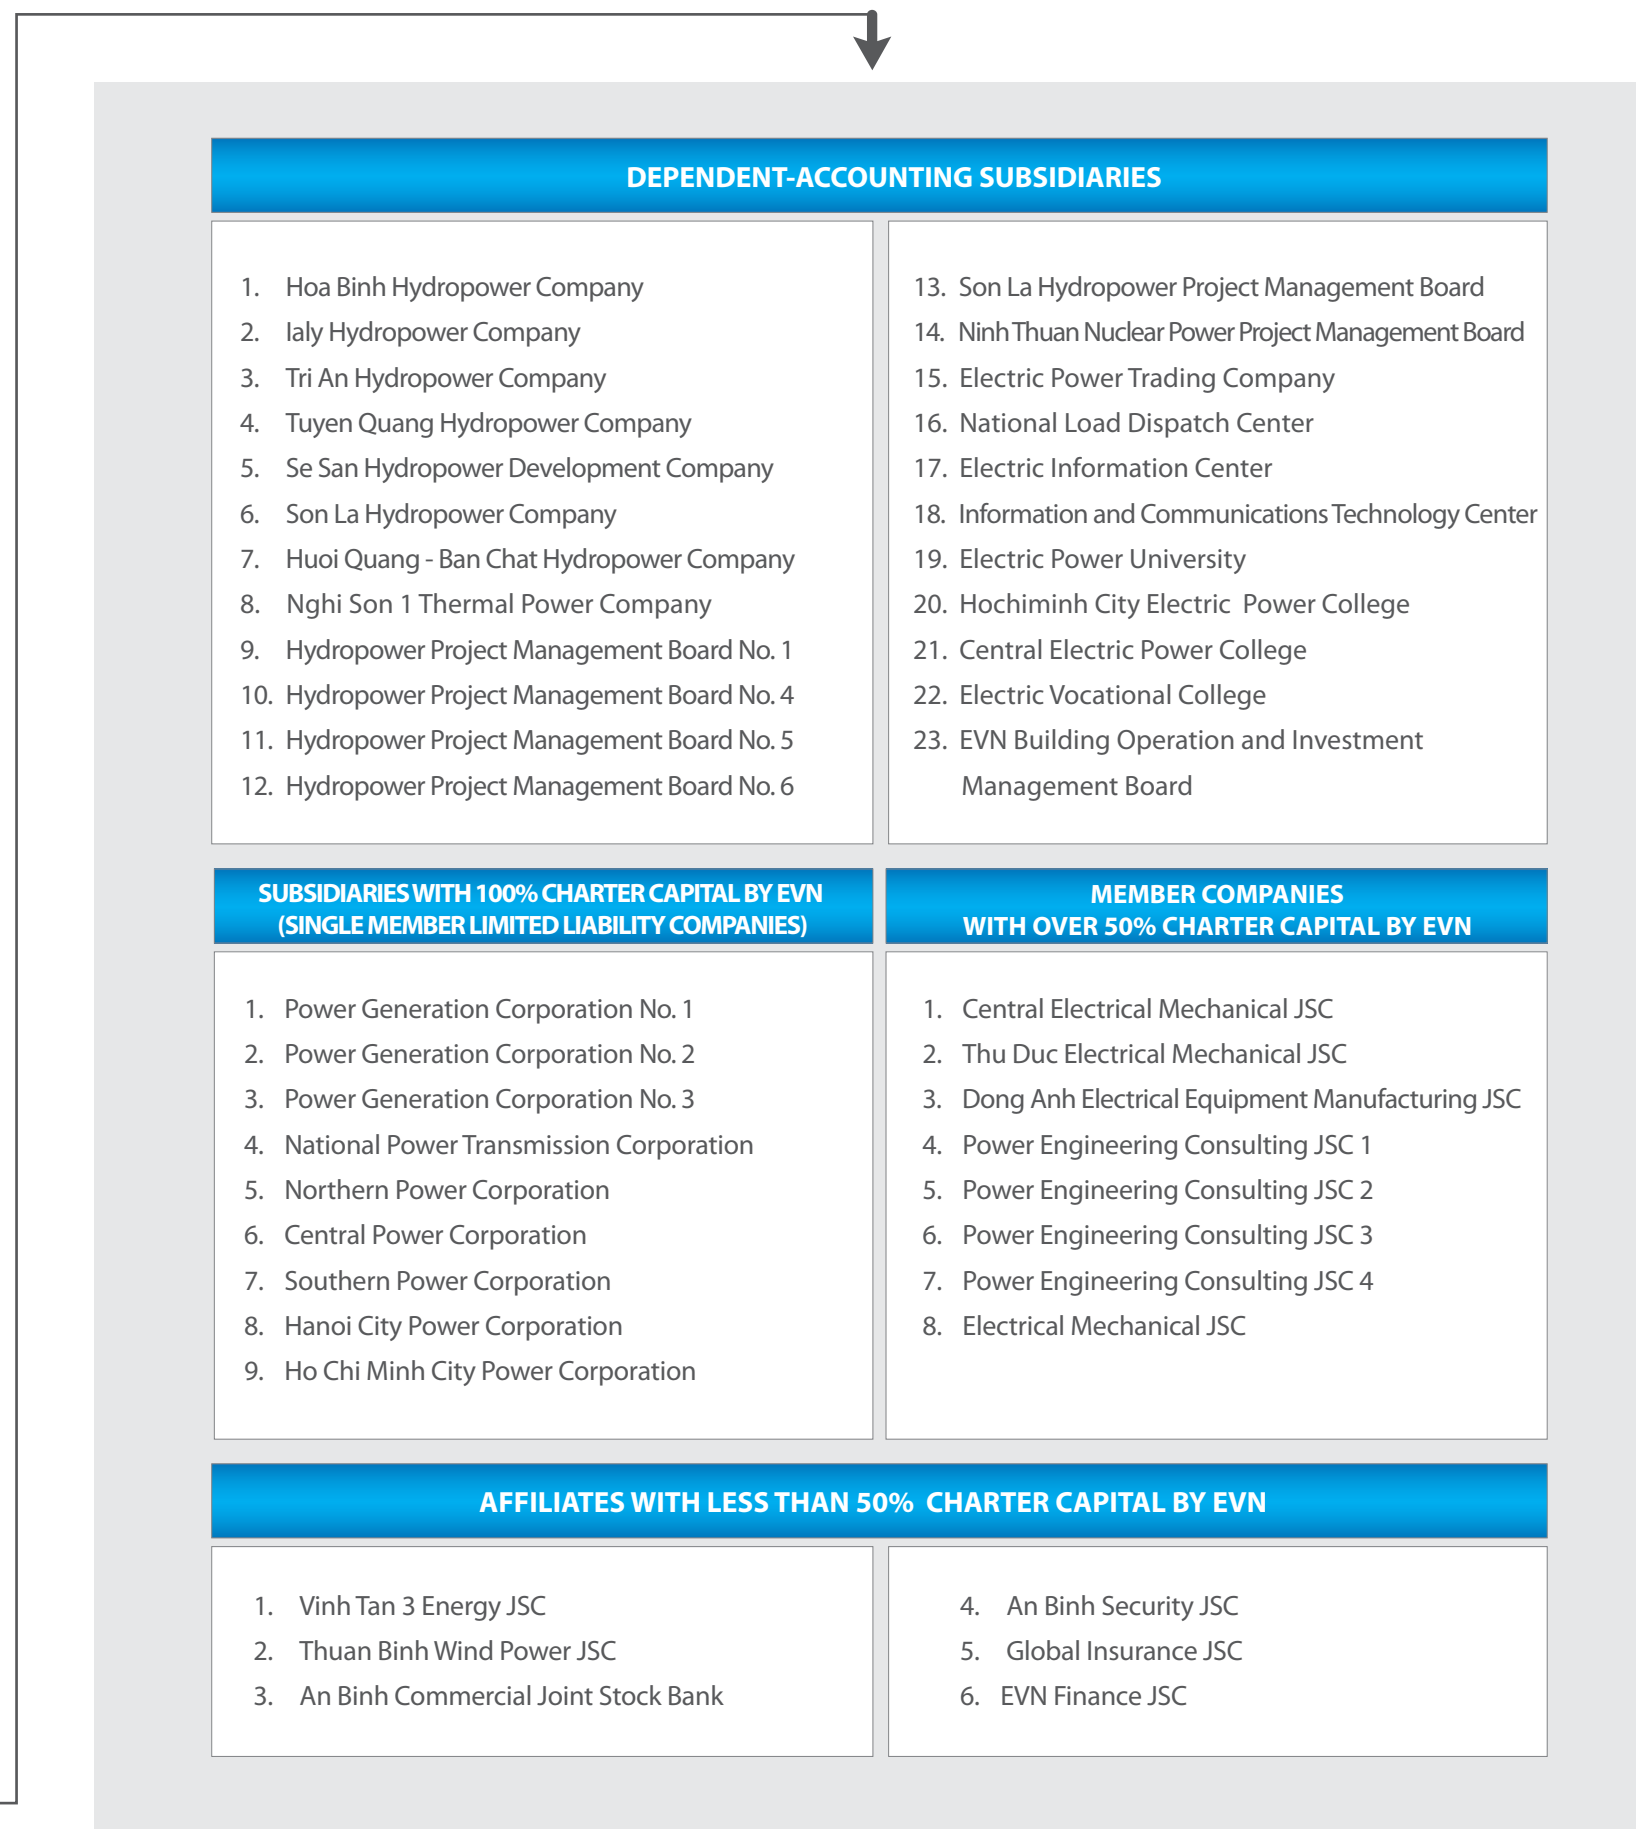 DEPENDENT-ACCOUNTING SUBSIDIARIES
1. Hoa Binh Hydropower Company
2. Ialy Hydropower Company
3. Tri An Hydropower Company
4. Tuyen Quang Hydropower Company
5. Se San Hydropower Development Company
6. Son La Hydropower Company
7. Huoi Quang - Ban Chat Hydropower Company
8. Nghi Son 1 Thermal Power Company
9. Hydropower Project Management Board No. 1
10. Hydropower Project Management Board No. 4
11. Hydropower Project Management Board No. 5
12. Hydropower Project Management Board No. 6
13. Son La Hydropower Project Management Board
14. Ninh Thuan Nuclear Power Project Management Board
15. Electric Power Trading Company
16. National Load Dispatch Center
17. Electric Information Center
18. Information and Communications Technology Center
19. Electric Power University
20. Hochiminh City Electric Power College
21. Central Electric Power College
22. Electric Vocational College
23. EVN Building Operation and Investment
Management Board
SUBSIDIARIES WITH 100% CHARTER CAPITAL BY EVN
(SINGLE MEMBER LIMITED LIABILITY COMPANIES)
1. Power Generation Corporation No. 1
2. Power Generation Corporation No. 2
3. Power Generation Corporation No. 3
4. National Power Transmission Corporation
5. Northern Power Corporation
6. Central Power Corporation
7. Southern Power Corporation
8. Hanoi City Power Corporation
9. Ho Chi Minh City Power Corporation
MEMBER COMPANIES
WITH OVER 50% CHARTER CAPITAL BY EVN
1. Central Electrical Mechanical JSC
2. Thu Duc Electrical Mechanical JSC
3. Dong Anh Electrical Equipment Manufacturing JSC
4. Power Engineering Consulting JSC 1
5. Power Engineering Consulting JSC 2
6. Power Engineering Consulting JSC 3
7. Power Engineering Consulting JSC 4
8. Electrical Mechanical JSC
AFFILIATES WITH LESS THAN 50% CHARTER CAPITAL BY EVN
1. Vinh Tan 3 Energy JSC
2. Thuan Binh Wind Power JSC
3. An Binh Commercial Joint Stock Bank
4. An Binh Security JSC
5. Global Insurance JSC
6. EVN Finance JSC